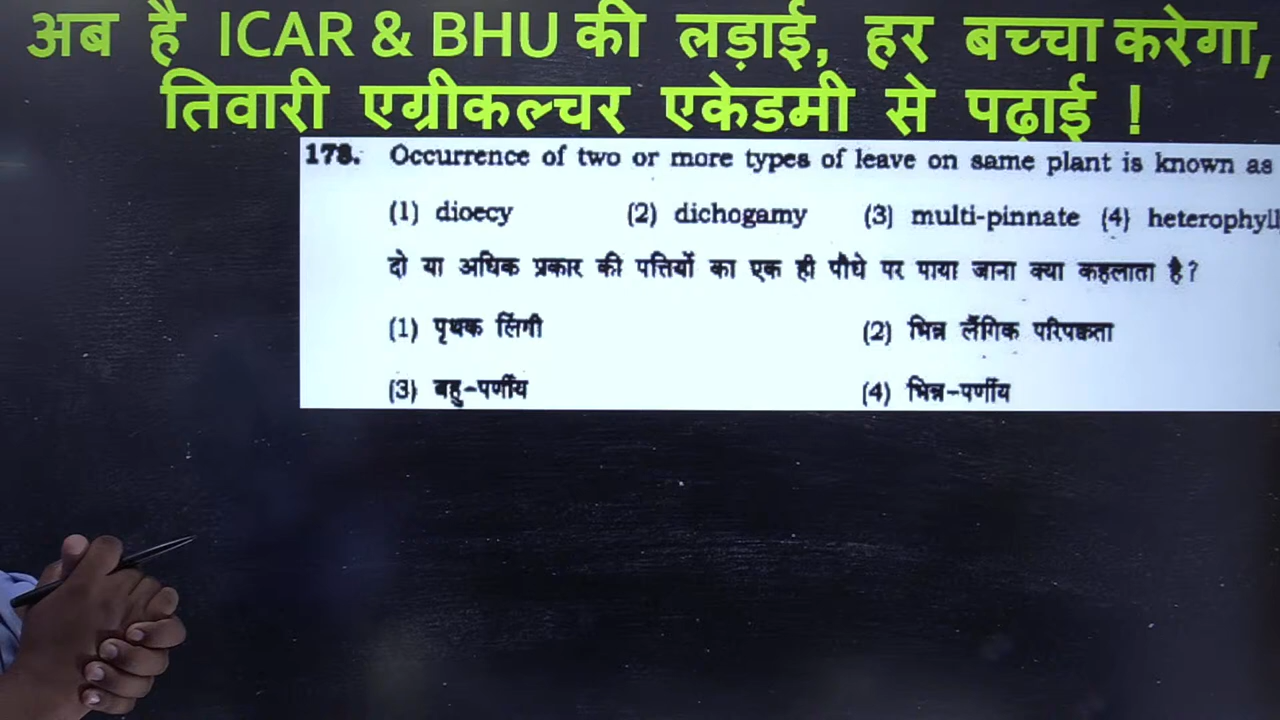 अब है ICAR & BHU की लड़ाई, हर बच्चा करेगा,
तिवारी एग्रीकल्चर एकेडमी से पढ़ाई !
178. Occurrence of two or more types of leave on same plant is known as
(1) dioecy (2) dichogamy (3) multi-pinnate (4) heterophyll
दो या अधिक प्रकार की पत्तियों का एक ही पौधे पर पाया जाना क्या कहलाता है?
(1) पृथक लिंगी (2) भिन्न लैंगिक परिपक्वता
(3) बहु-पर्णीय (4) भिन्न-पर्णीय